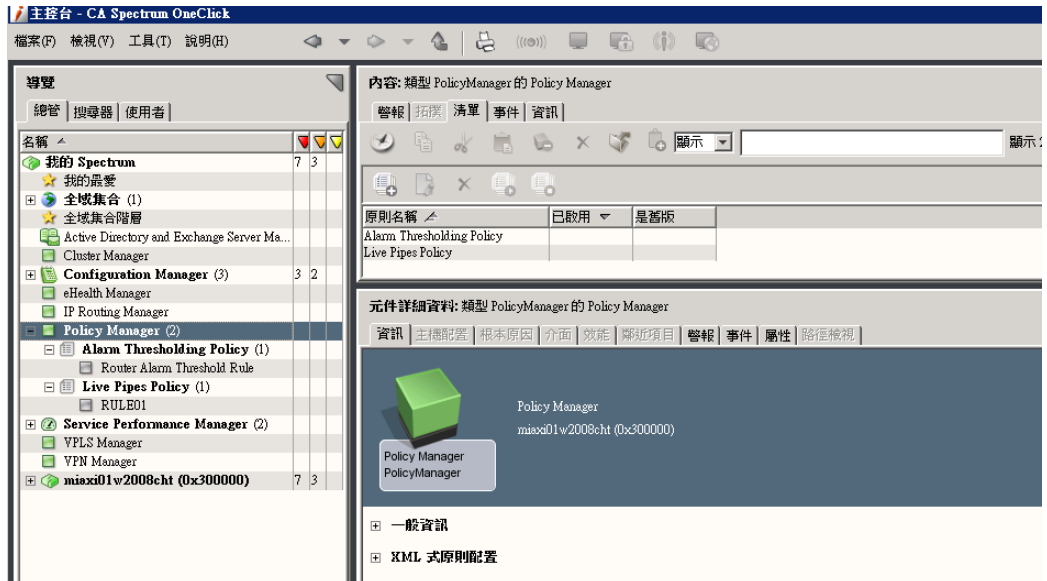 主控台 - CA Spectrum OneClick
檔案(F) 檢視(V) 工具(T) 說明(H)
導覽
總管 搜尋器 使用者
名稱
我的 Spectrum 7 3
我的最愛
全域集合 (1)
全域集合階層
Active Directory and Exchange Server Ma...
Cluster Manager
Configuration Manager (3) 3 2
eHealth Manager
IP Routing Manager
Policy Manager (2)
Alarm Thresholding Policy (1)
Router Alarm Threshold Rule
Live Pipes Policy (1)
RULE01
Service Performance Manager (2)
VPLS Manager
VPN Manager
miaxi01w2008cht (0x300000) 7 3
內容: 類型 PolicyManager 的 Policy Manager
警報 拓撲 清單 事件 資訊
顯示 顯示 2
原則名稱 已啟用 是舊版
Alarm Thresholding Policy
Live Pipes Policy
元件詳細資料: 類型 PolicyManager 的 Policy Manager
資訊 主機配置 根本原因 介面 效能 鄰近項目 警報 事件 屬性 路徑檢視
Policy Manager
miaxi01w2008cht (0x300000)
Policy Manager
PolicyManager
一般資訊
XML 式原則配置